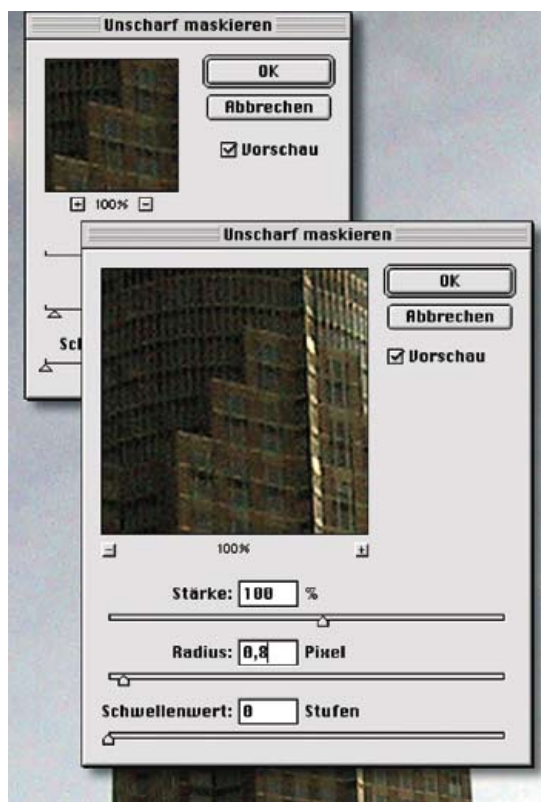 Unscharf maskieren
OK
Abbrechen
Vorschau
100%
Unscharf maskieren
OK
Abbrechen
Vorschau
100%
Stärke: 100 %
Radius: 0,8 Pixel
Schwellenwert: 0 Stufen